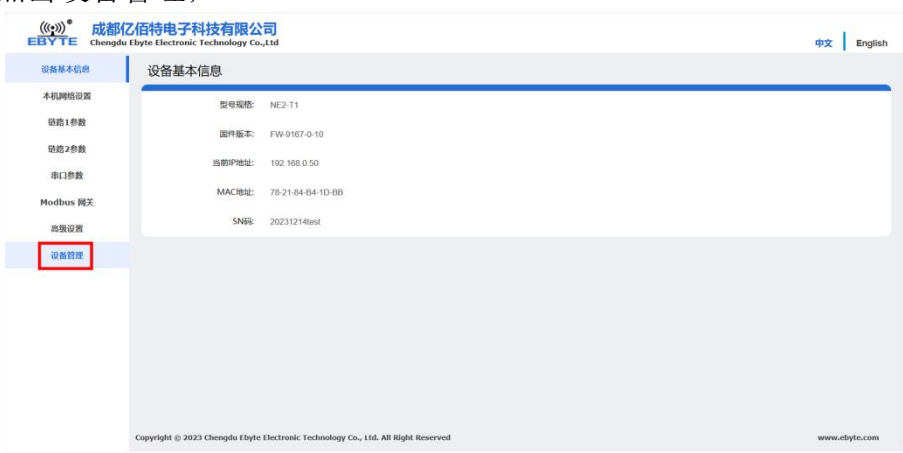 ((( ))) ®
EBYTE
成都亿佰特电子科技有限公司
Chengdu Ebyte Electronic Technology Co.,Ltd
中文 English
设备基本信息
本机网络设置
链路1参数
链路2参数
串口参数
Modbus 网关
高级设置
设备管理
设备基本信息
型号规格: NE2-T1
固件版本: FW-9167-0-10
当前IP地址: 192.168.0.50
MAC地址: 78-21-84-B4-1D-BB
SN码: 20231214test
Copyright © 2023 Chengdu Ebyte Electronic Technology Co., Ltd. All Right Reserved
www.ebyte.com